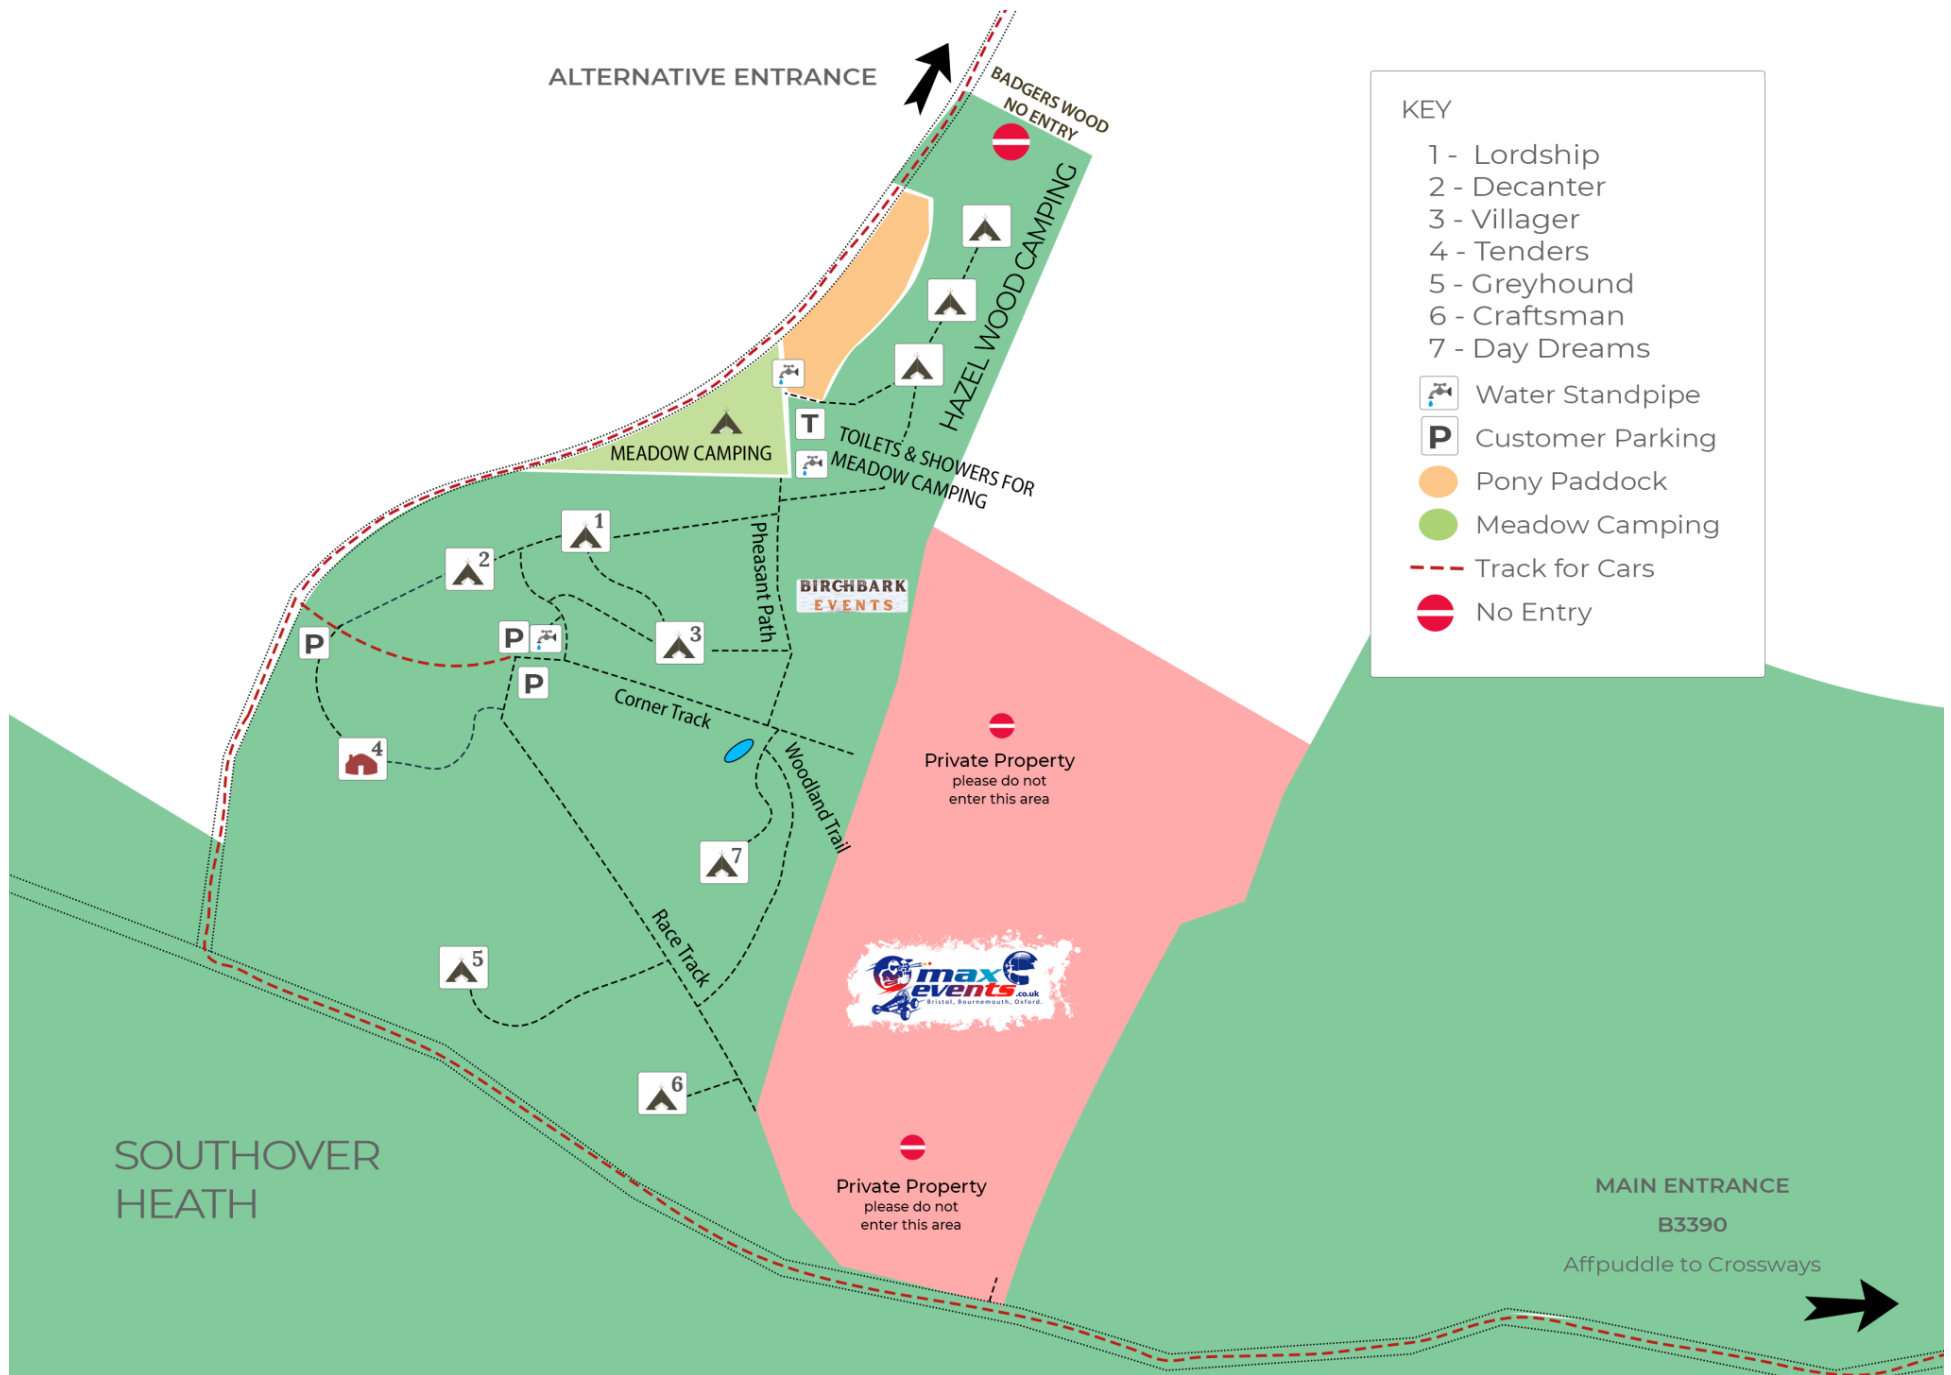 ALTERNATIVE ENTRANCE
BADGERS WOOD
NO ENTRY
HAZEL WOOD CAMPING
MEADOW CAMPING
T
TOILETS & SHOWERS FOR
MEADOW CAMPING
1
2
Pheasant Path
BIRCHBARK
EVENTS
P
P
3
P
Corner Track
4
Woodland Trail
7
Race Track
5
6
Private Property
please do not
enter this area
max
events.co.uk
Bristol, Bournemouth, Oxford.
Private Property
please do not
enter this area
SOUTHOVER
HEATH
KEY
1 - Lordship
2 - Decanter
3 - Villager
4 - Tenders
5 - Greyhound
6 - Craftsman
7 - Day Dreams
Water Standpipe
P Customer Parking
Pony Paddock
Meadow Camping
Track for Cars
No Entry
MAIN ENTRANCE
B3390
Affpuddle to Crossways